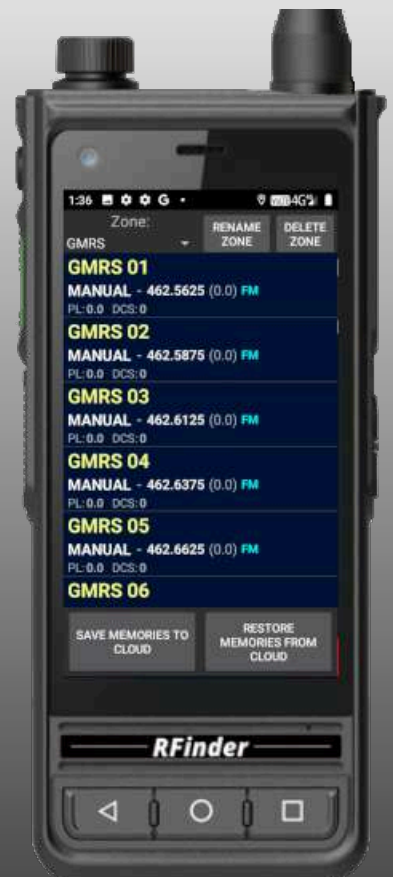 1:36 G 4G
Zone:
GMRS
RENAME
ZONE
DELETE
ZONE
GMRS 01
MANUAL - 462.5625 (0.0) FM
PL:0.0 DCS:0
GMRS 02
MANUAL - 462.5875 (0.0) FM
PL:0.0 DCS:0
GMRS 03
MANUAL - 462.6125 (0.0) FM
PL:0.0 DCS:0
GMRS 04
MANUAL - 462.6375 (0.0) FM
PL:0.0 DCS:0
GMRS 05
MANUAL - 462.6625 (0.0) FM
PL:0.0 DCS:0
GMRS 06
SAVE MEMORIES TO
CLOUD
RESTORE
MEMORIES FROM
CLOUD
RFinder